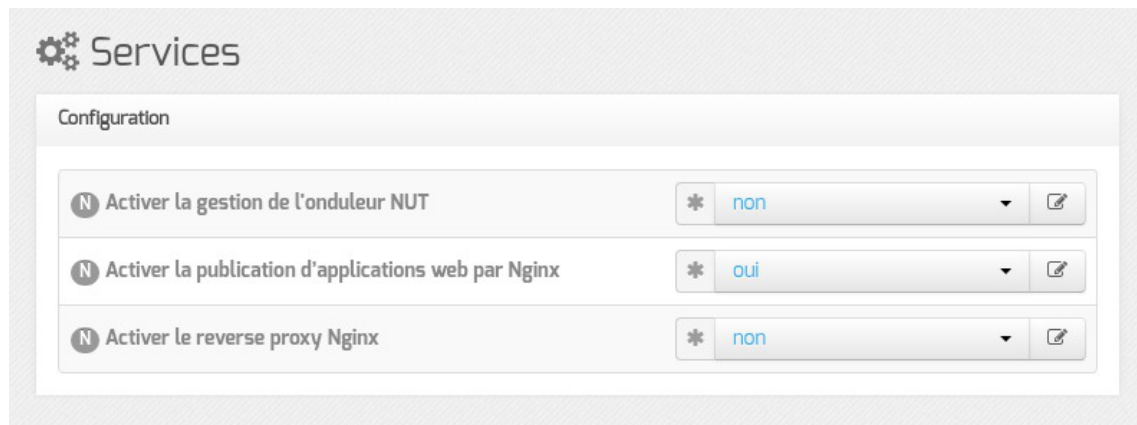 Services
Configuration
N Activer la gestion de l'onduleur NUT * non
N Activer la publication d'applications web par Nginx * oui
N Activer le reverse proxy Nginx * non